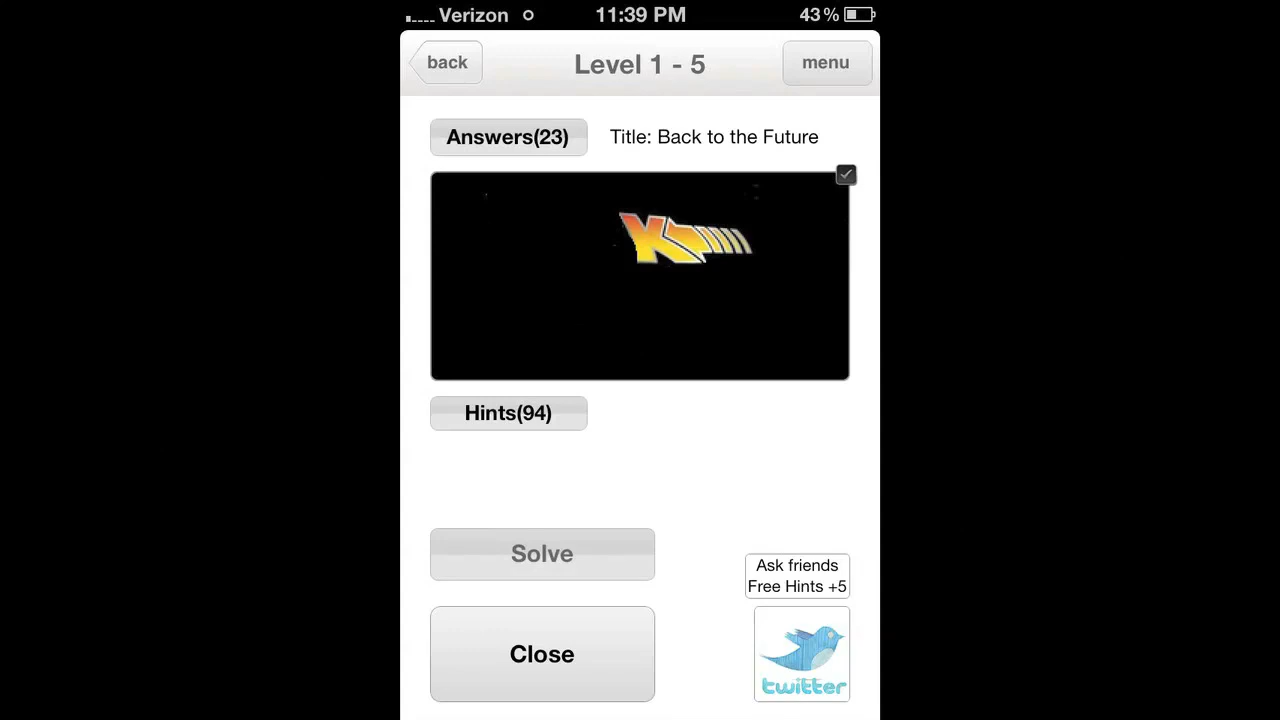 Verizon 11:39 PM 43%
back Level 1 - 5 menu
Answers(23) Title: Back to the Future
K
Hints(94)
Solve
Ask friends
Free Hints +5
Close
twitter